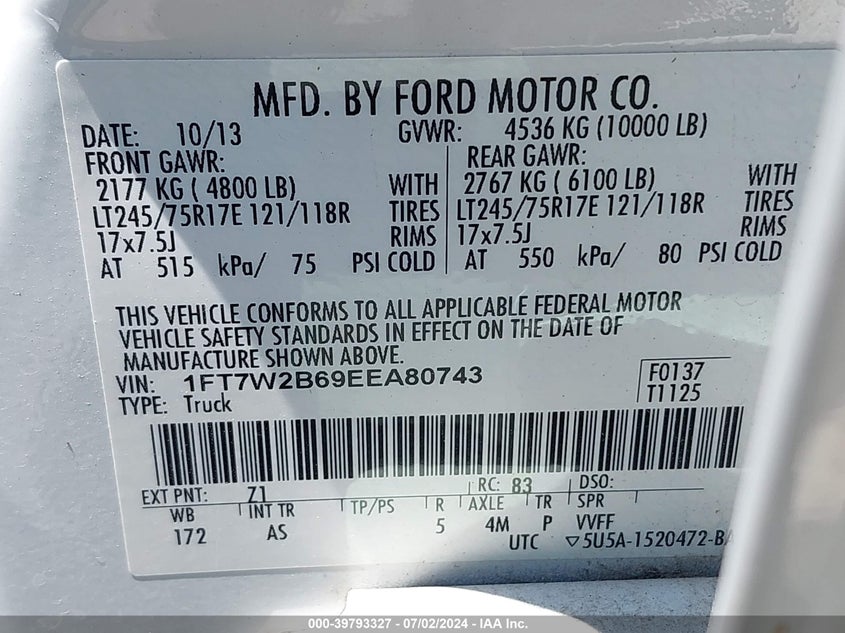 MFD. BY FORD MOTOR CO.
DATE: 10/13 GVWR: 4536 KG (10000 LB)
FRONT GAWR: REAR GAWR:
2177 KG ( 4800 LB) WITH 2767 KG ( 6100 LB) WITH
LT245/75R17E 121/118R TIRES LT245/75R17E 121/118R TIRES
17x7.5J RIMS 17x7.5J RIMS
AT 515 kPa/ 75 PSI COLD AT 550 kPa/ 80 PSI COLD
THIS VEHICLE CONFORMS TO ALL APPLICABLE FEDERAL MOTOR
VEHICLE SAFETY STANDARDS IN EFFECT ON THE DATE OF
MANUFACTURE SHOWN ABOVE.
VIN: 1FT7W2B69EEA80743 F0137
TYPE: Truck T1125
EXT PNT: Z1 RC: 83 DSO:
WB INT TR TP/PS R AXLE TR SPR
172 AS 5 4M P VVFF
UTC ▽5U5A-1520472-B
000-39793327 - 07/02/2024 - IAA Inc.